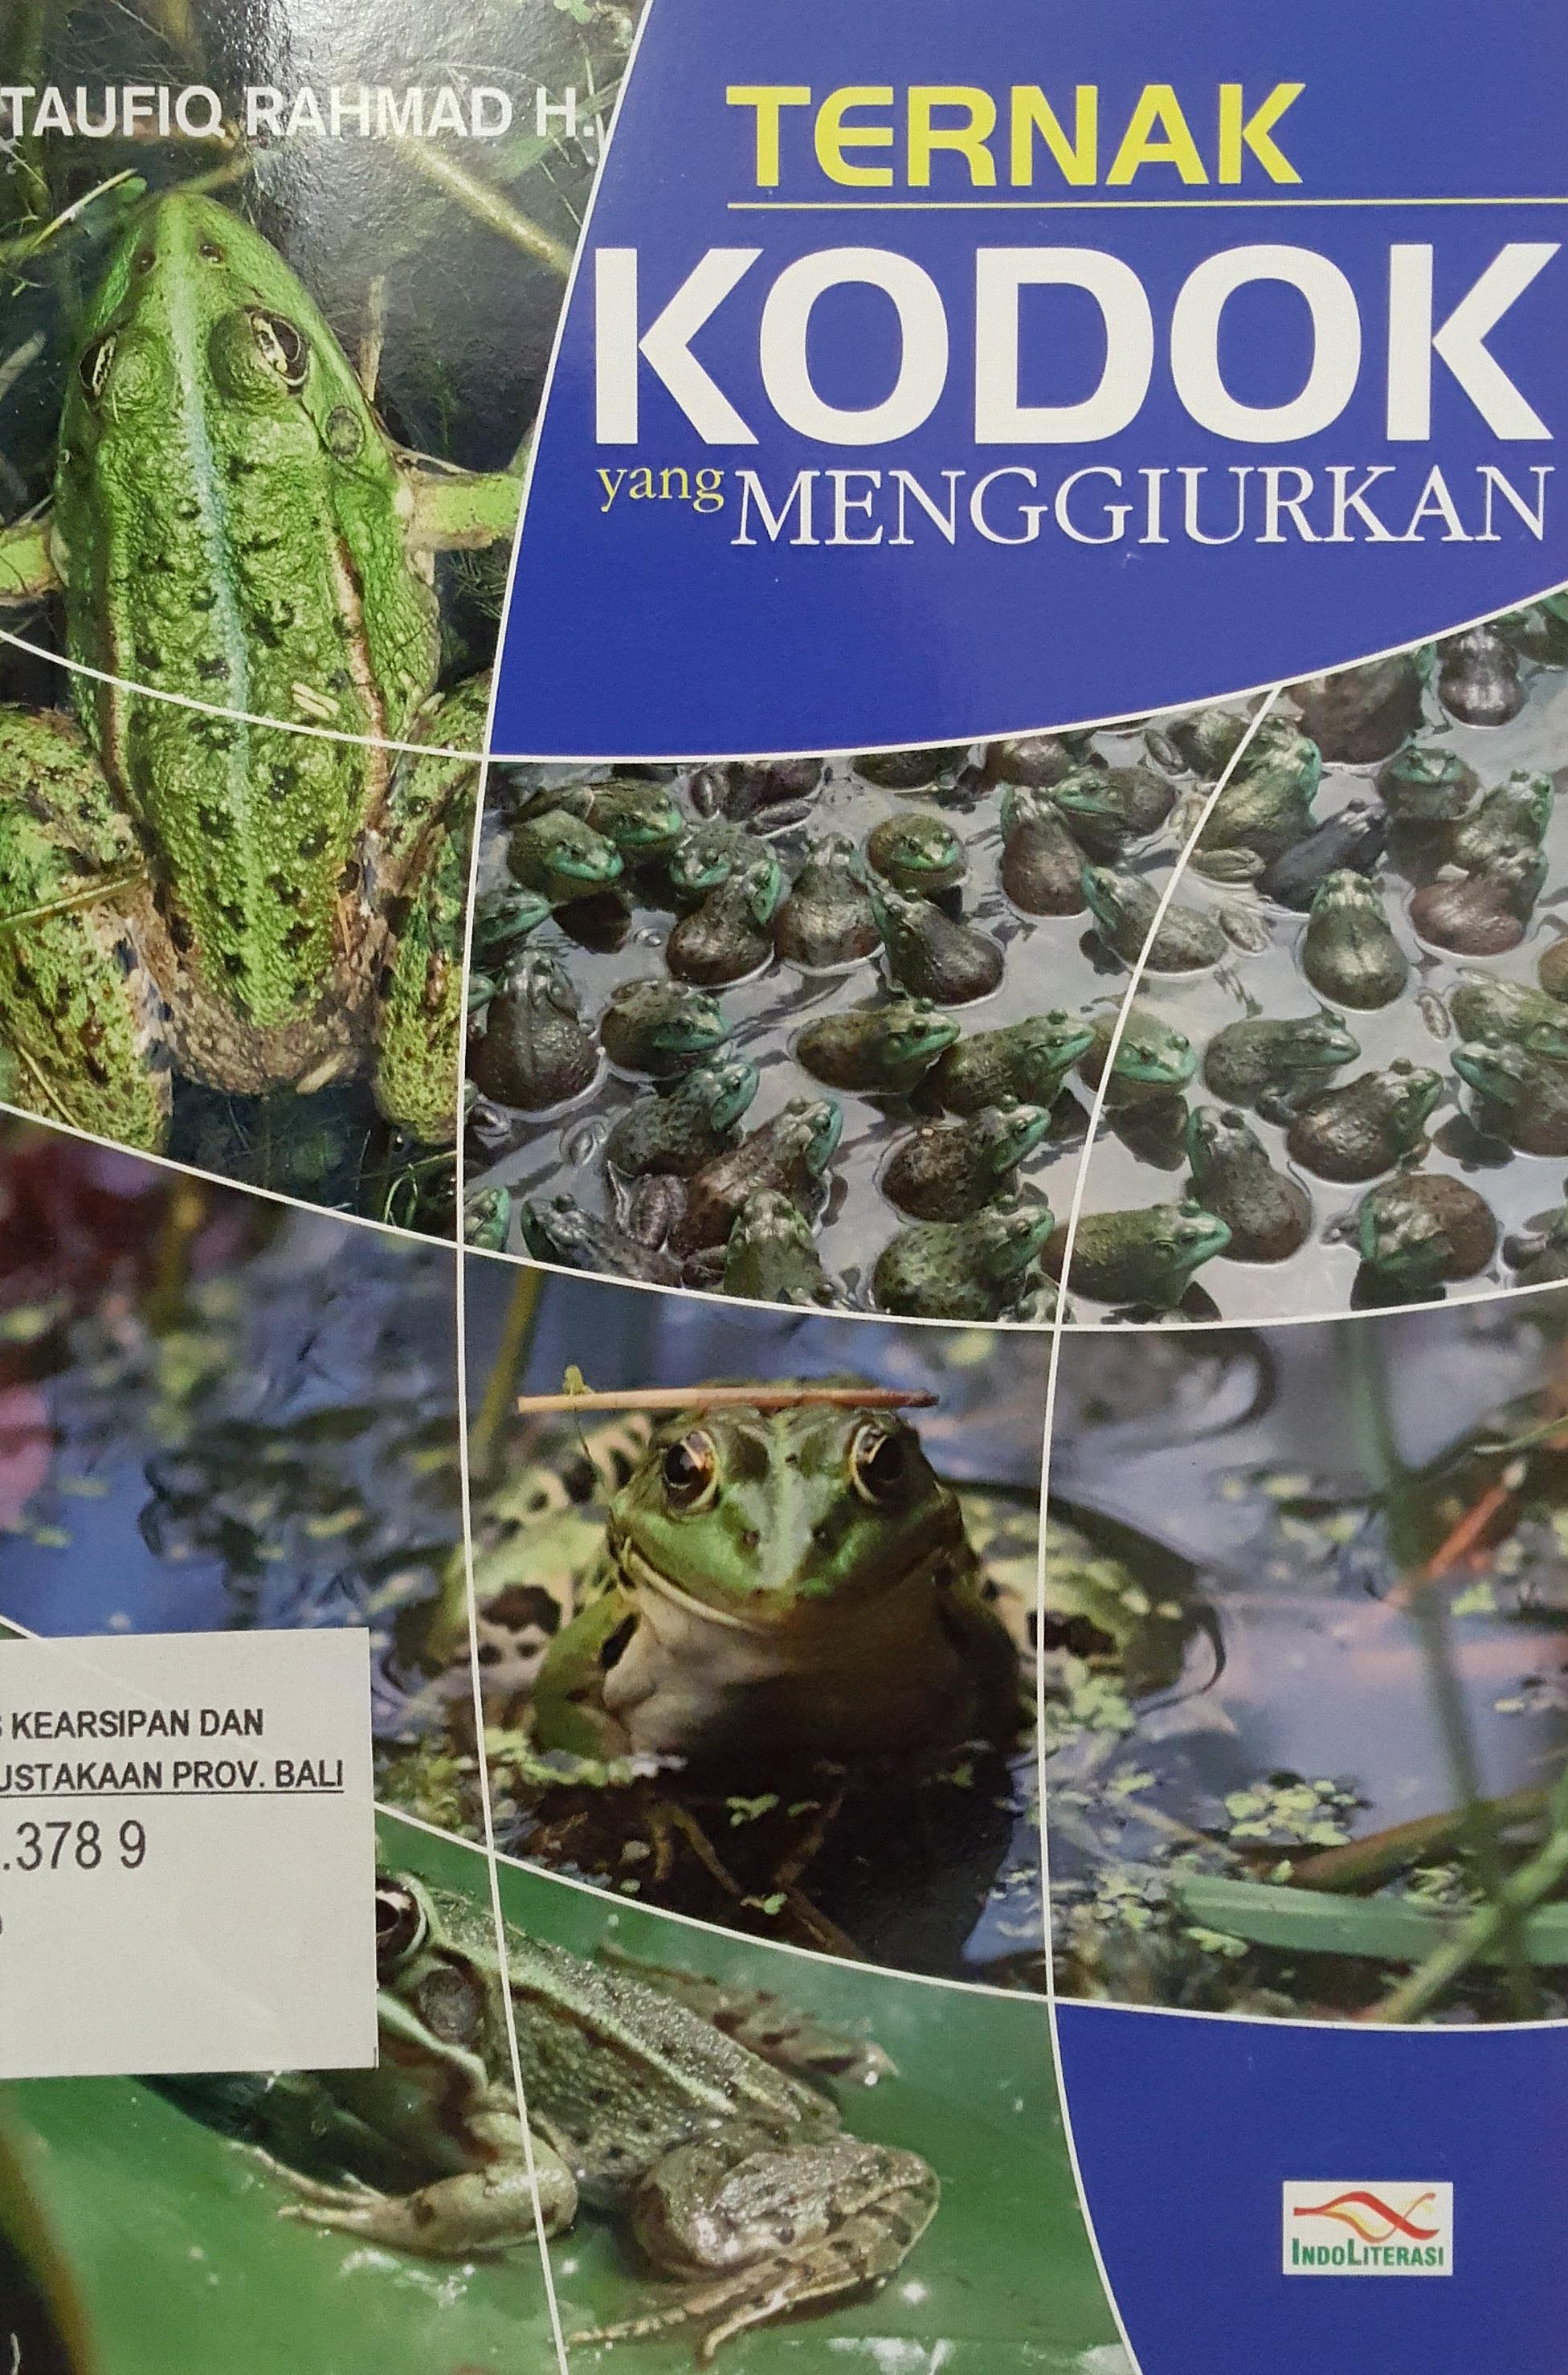 TAUFIQ RAHMAD H.
TERNAK
KODOK
yang MENGGIURKAN
KEARSIPAN DAN
USTAKAAN PROV. BALI
.378 9
INDOLITERASI